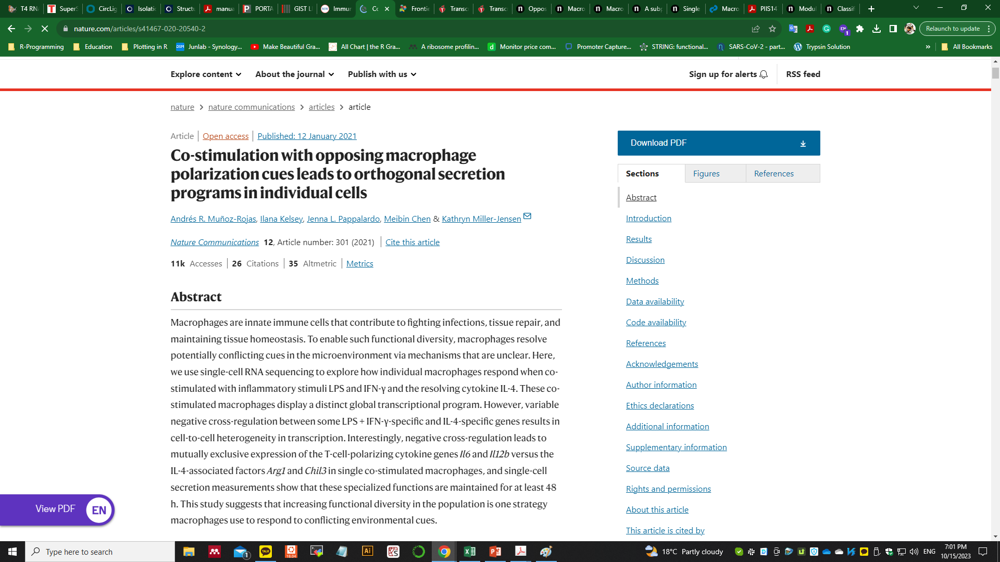 T4 RN
SuperS
CircLig
Isolatic
Structu
manua
PORTA
GIST LI
Immur
Co
Frontie
Transc
Transc
Oppos
Macro
Macro
A subp
Single
Macro
PIIS14
Modul
Classif
nature.com/articles/s41467-020-20540-2
Relaunch to update
R-Programming
Education
Plotting in R
DSM Junlab - Synology...
Make Beautiful Gra...
All Chart | the R Gra...
A ribosome profilin...
Monitor price com...
Promoter Capture...
STRING: functional...
SARS-CoV-2 - part...
Trypsin Solution
»
All Bookmarks
Explore content
About the journal
Publish with us
Sign up for alerts
RSS feed
nature > nature communications > articles > article
Article | Open access | Published: 12 January 2021
Co-stimulation with opposing macrophage
polarization cues leads to orthogonal secretion
programs in individual cells
Andrés R. Muñoz-Rojas, Ilana Kelsey, Jenna L. Pappalardo, Meibin Chen & Kathryn Miller-Jensen
Nature Communications 12, Article number: 301 (2021) | Cite this article
11k Accesses | 26 Citations | 35 Altmetric | Metrics
Abstract
Macrophages are innate immune cells that contribute to fighting infections, tissue repair, and
maintaining tissue homeostasis. To enable such functional diversity, macrophages resolve
potentially conflicting cues in the microenvironment via mechanisms that are unclear. Here,
we use single-cell RNA sequencing to explore how individual macrophages respond when co-
stimulated with inflammatory stimuli LPS and IFN-γ and the resolving cytokine IL-4. These co-
stimulated macrophages display a distinct global transcriptional program. However, variable
negative cross-regulation between some LPS + IFN-γ-specific and IL-4-specific genes results in
cell-to-cell heterogeneity in transcription. Interestingly, negative cross-regulation leads to
mutually exclusive expression of the T-cell-polarizing cytokine genes Il6 and Il12b versus the
IL-4-associated factors Arg1 and Chil3 in single co-stimulated macrophages, and single-cell
secretion measurements show that these specialized functions are maintained for at least 48
h. This study suggests that increasing functional diversity in the population is one strategy
macrophages use to respond to conflicting environmental cues.
Download PDF
Sections
Figures
References
Abstract
Introduction
Results
Discussion
Methods
Data availability
Code availability
References
Acknowledgements
Author information
Ethics declarations
Additional information
Supplementary information
Source data
Rights and permissions
About this article
This article is cited by
View PDF EN
Type here to search
18°C Partly cloudy
ENG
7:01 PM
10/15/2023